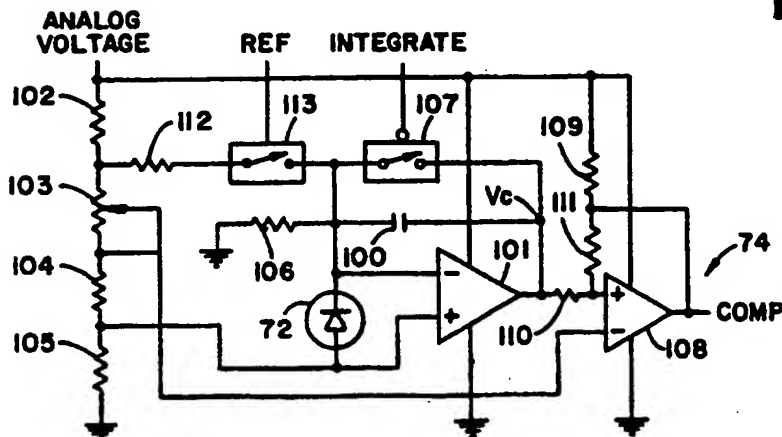 ANALOG
VOLTAGE
REF
INTEGRATE
102
112
113
107
109
103
Vc
111
74
106
100
101
104
72
110
COMP
105
108